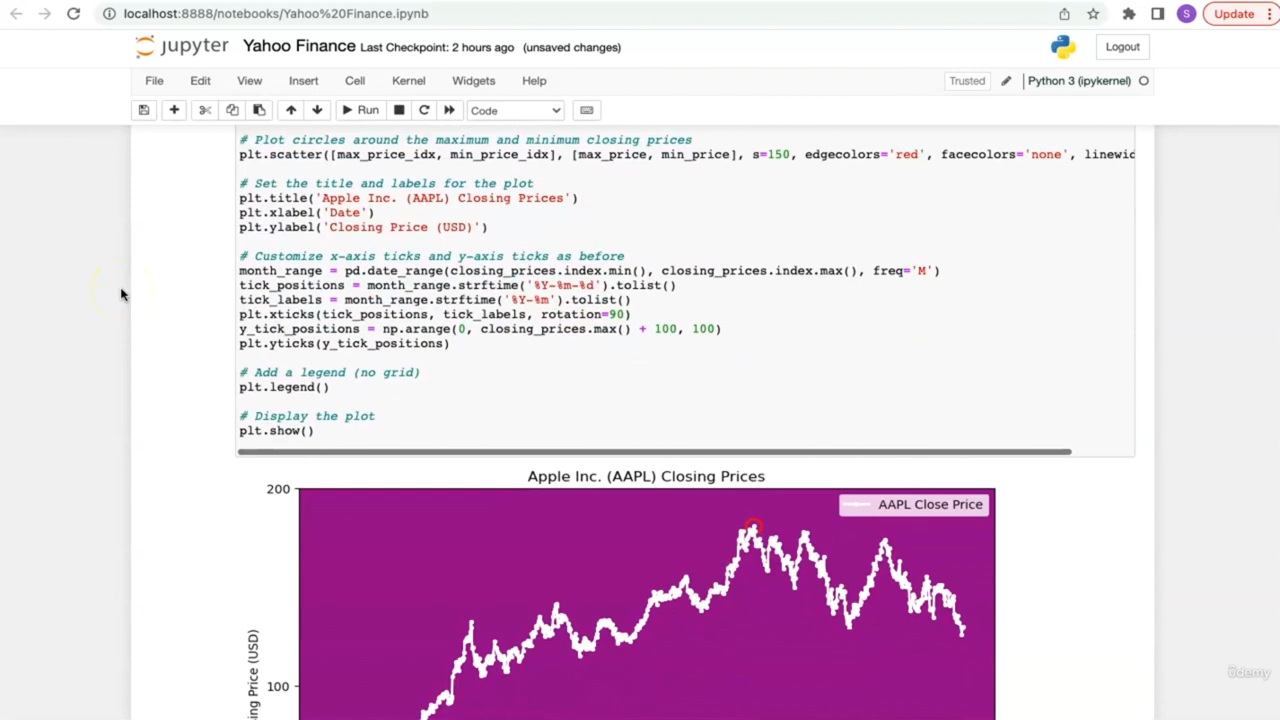 localhost:8888/notebooks/Yahoo%20Finance.ipynb
S
Update
jupyter Yahoo Finance Last Checkpoint: 2 hours ago (unsaved changes)
Logout
File Edit View Insert Cell Kernel Widgets Help
Trusted
Python 3 (ipykernel)
Run
Code
# Plot circles around the maximum and minimum closing prices
plt.scatter([max_price_idx, min_price_idx], [max_price, min_price], s=150, edgecolors='red', facecolors='none', linewid
# Set the title and labels for the plot
plt.title('Apple Inc. (AAPL) Closing Prices')
plt.xlabel('Date')
plt.ylabel('Closing Price (USD)')
# Customize x-axis ticks and y-axis ticks as before
month_range = pd.date_range(closing_prices.index.min(), closing_prices.index.max(), freq='M')
tick_positions = month_range.strftime('%Y-%m-%d').tolist()
tick_labels = month_range.strftime('%Y-%m').tolist()
plt.xticks(tick_positions, tick_labels, rotation=90)
y_tick_positions = np.arange(0, closing_prices.max() + 100, 100)
plt.yticks(y_tick_positions)
# Add a legend (no grid)
plt.legend()
# Display the plot
plt.show()
Apple Inc. (AAPL) Closing Prices
200
AAPL Close Price
sing Price (USD)
100
ûdemy